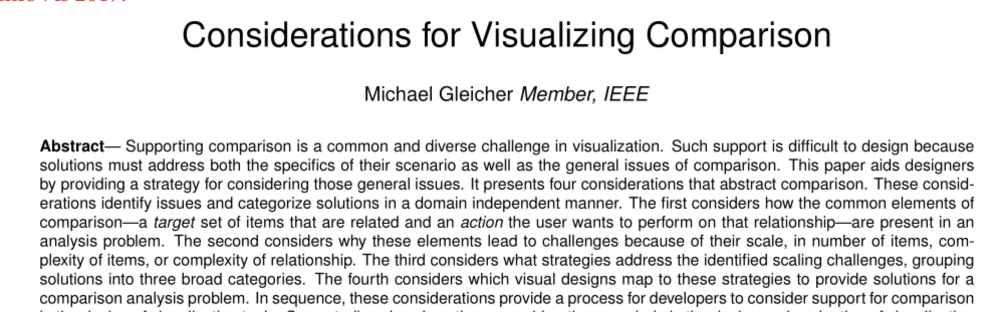 Considerations for Visualizing Comparison
Michael Gleicher Member, IEEE
Abstract— Supporting comparison is a common and diverse challenge in visualization. Such support is difficult to design because
solutions must address both the specifics of their scenario as well as the general issues of comparison. This paper aids designers
by providing a strategy for considering those general issues. It presents four considerations that abstract comparison. These consid-
erations identify issues and categorize solutions in a domain independent manner. The first considers how the common elements of
comparison—a target set of items that are related and an action the user wants to perform on that relationship—are present in an
analysis problem. The second considers why these elements lead to challenges because of their scale, in number of items, com-
plexity of items, or complexity of relationship. The third considers what strategies address the identified scaling challenges, grouping
solutions into three broad categories. The fourth considers which visual designs map to these strategies to provide solutions for a
comparison analysis problem. In sequence, these considerations provide a process for developers to consider support for comparison